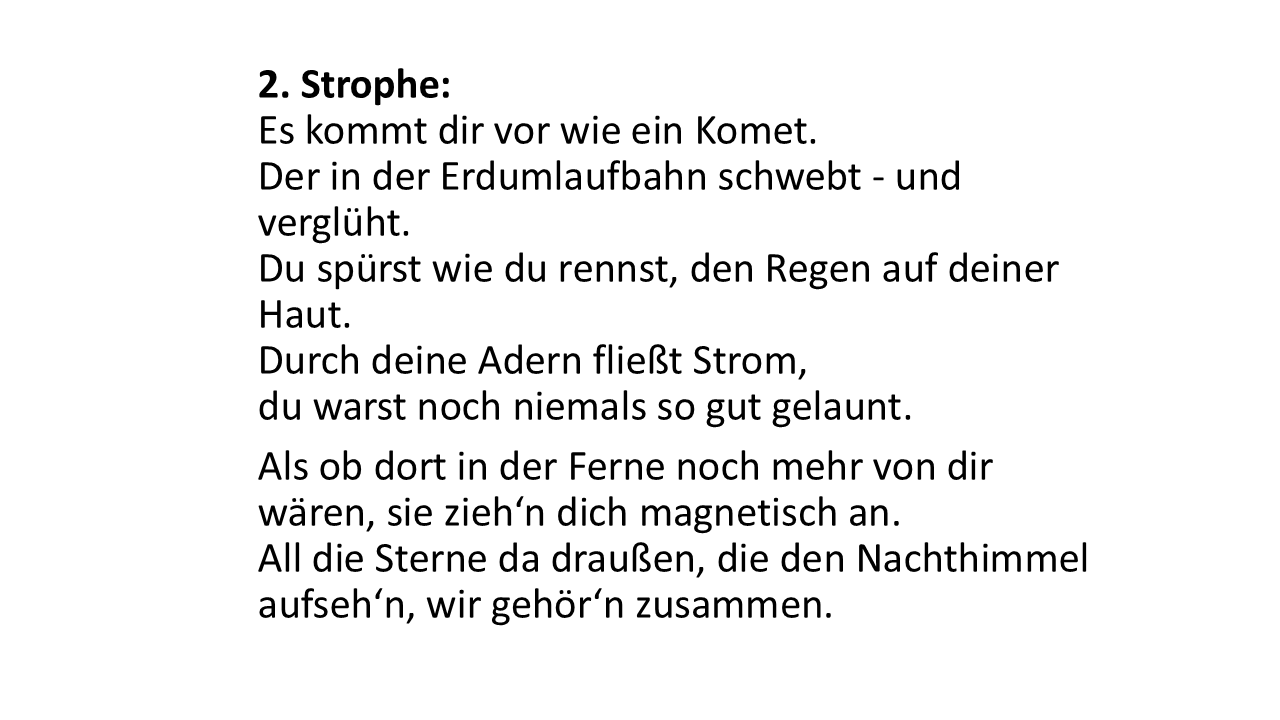 2. Strophe:
Es kommt dir vor wie ein Komet.
Der in der Erdumlaufbahn schwebt - und
verglüht.
Du spürst wie du rennst, den Regen auf deiner
Haut.
Durch deine Adern fließt Strom,
du warst noch niemals so gut gelaunt.
Als ob dort in der Ferne noch mehr von dir
wären, sie zieh‘n dich magnetisch an.
All die Sterne da draußen, die den Nachthimmel
aufseh‘n, wir gehör‘n zusammen.